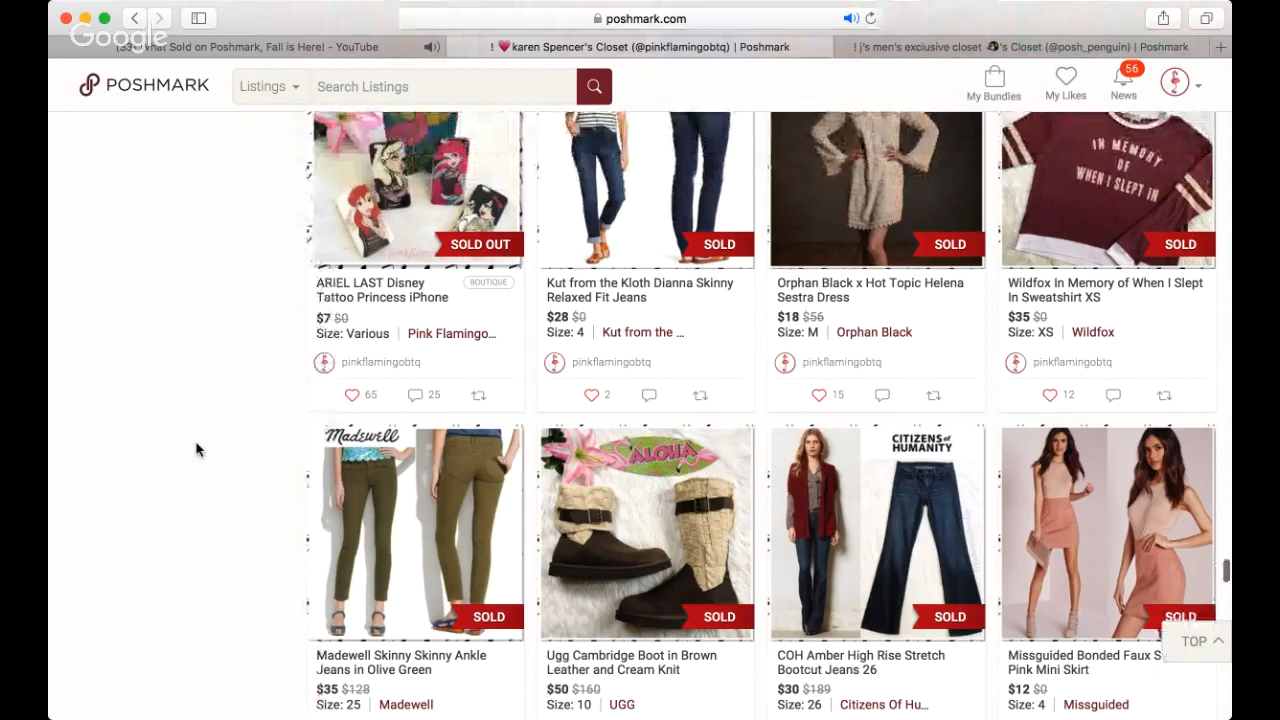 poshmark.com
Google
What Sold on Poshmark, Fall is Here! - YouTube
! ❤karen Spencer's Closet (@pinkflamingobtq) | Poshmark
! j's men's exclusive closet 's Closet (@posh_penguin) | Poshmark
POSHMARK
Listings
Search Listings
My Bundles
My Likes
56
News
IN MEMORY
OF
WHEN I SLEPT IN
SOLD OUT
SOLD
SOLD
SOLD
ARIEL LAST Disney
Tattoo Princess iPhone
BOUTIQUE
$7 $0
Size: Various | Pink Flamingo...
pinkflamingobtq
65
25
Kut from the Kloth Dianna Skinny
Relaxed Fit Jeans
$28 $0
Size: 4 | Kut from the ...
pinkflamingobtq
2
Orphan Black x Hot Topic Helena
Sestra Dress
$18 $56
Size: M | Orphan Black
pinkflamingobtq
15
Wildfox In Memory of When I Slept
In Sweatshirt XS
$35 $0
Size: XS | Wildfox
pinkflamingobtq
12
Madewell
ALOHA
CITIZENS of
HUMANITY
SOLD
SOLD
SOLD
SOLD
TOP
Madewell Skinny Skinny Ankle
Jeans in Olive Green
$35 $128
Size: 25 | Madewell
Ugg Cambridge Boot in Brown
Leather and Cream Knit
$50 $160
Size: 10 | UGG
COH Amber High Rise Stretch
Bootcut Jeans 26
$30 $189
Size: 26 | Citizens Of Hu...
Missguided Bonded Faux S
Pink Mini Skirt
$12 $0
Size: 4 | Missguided